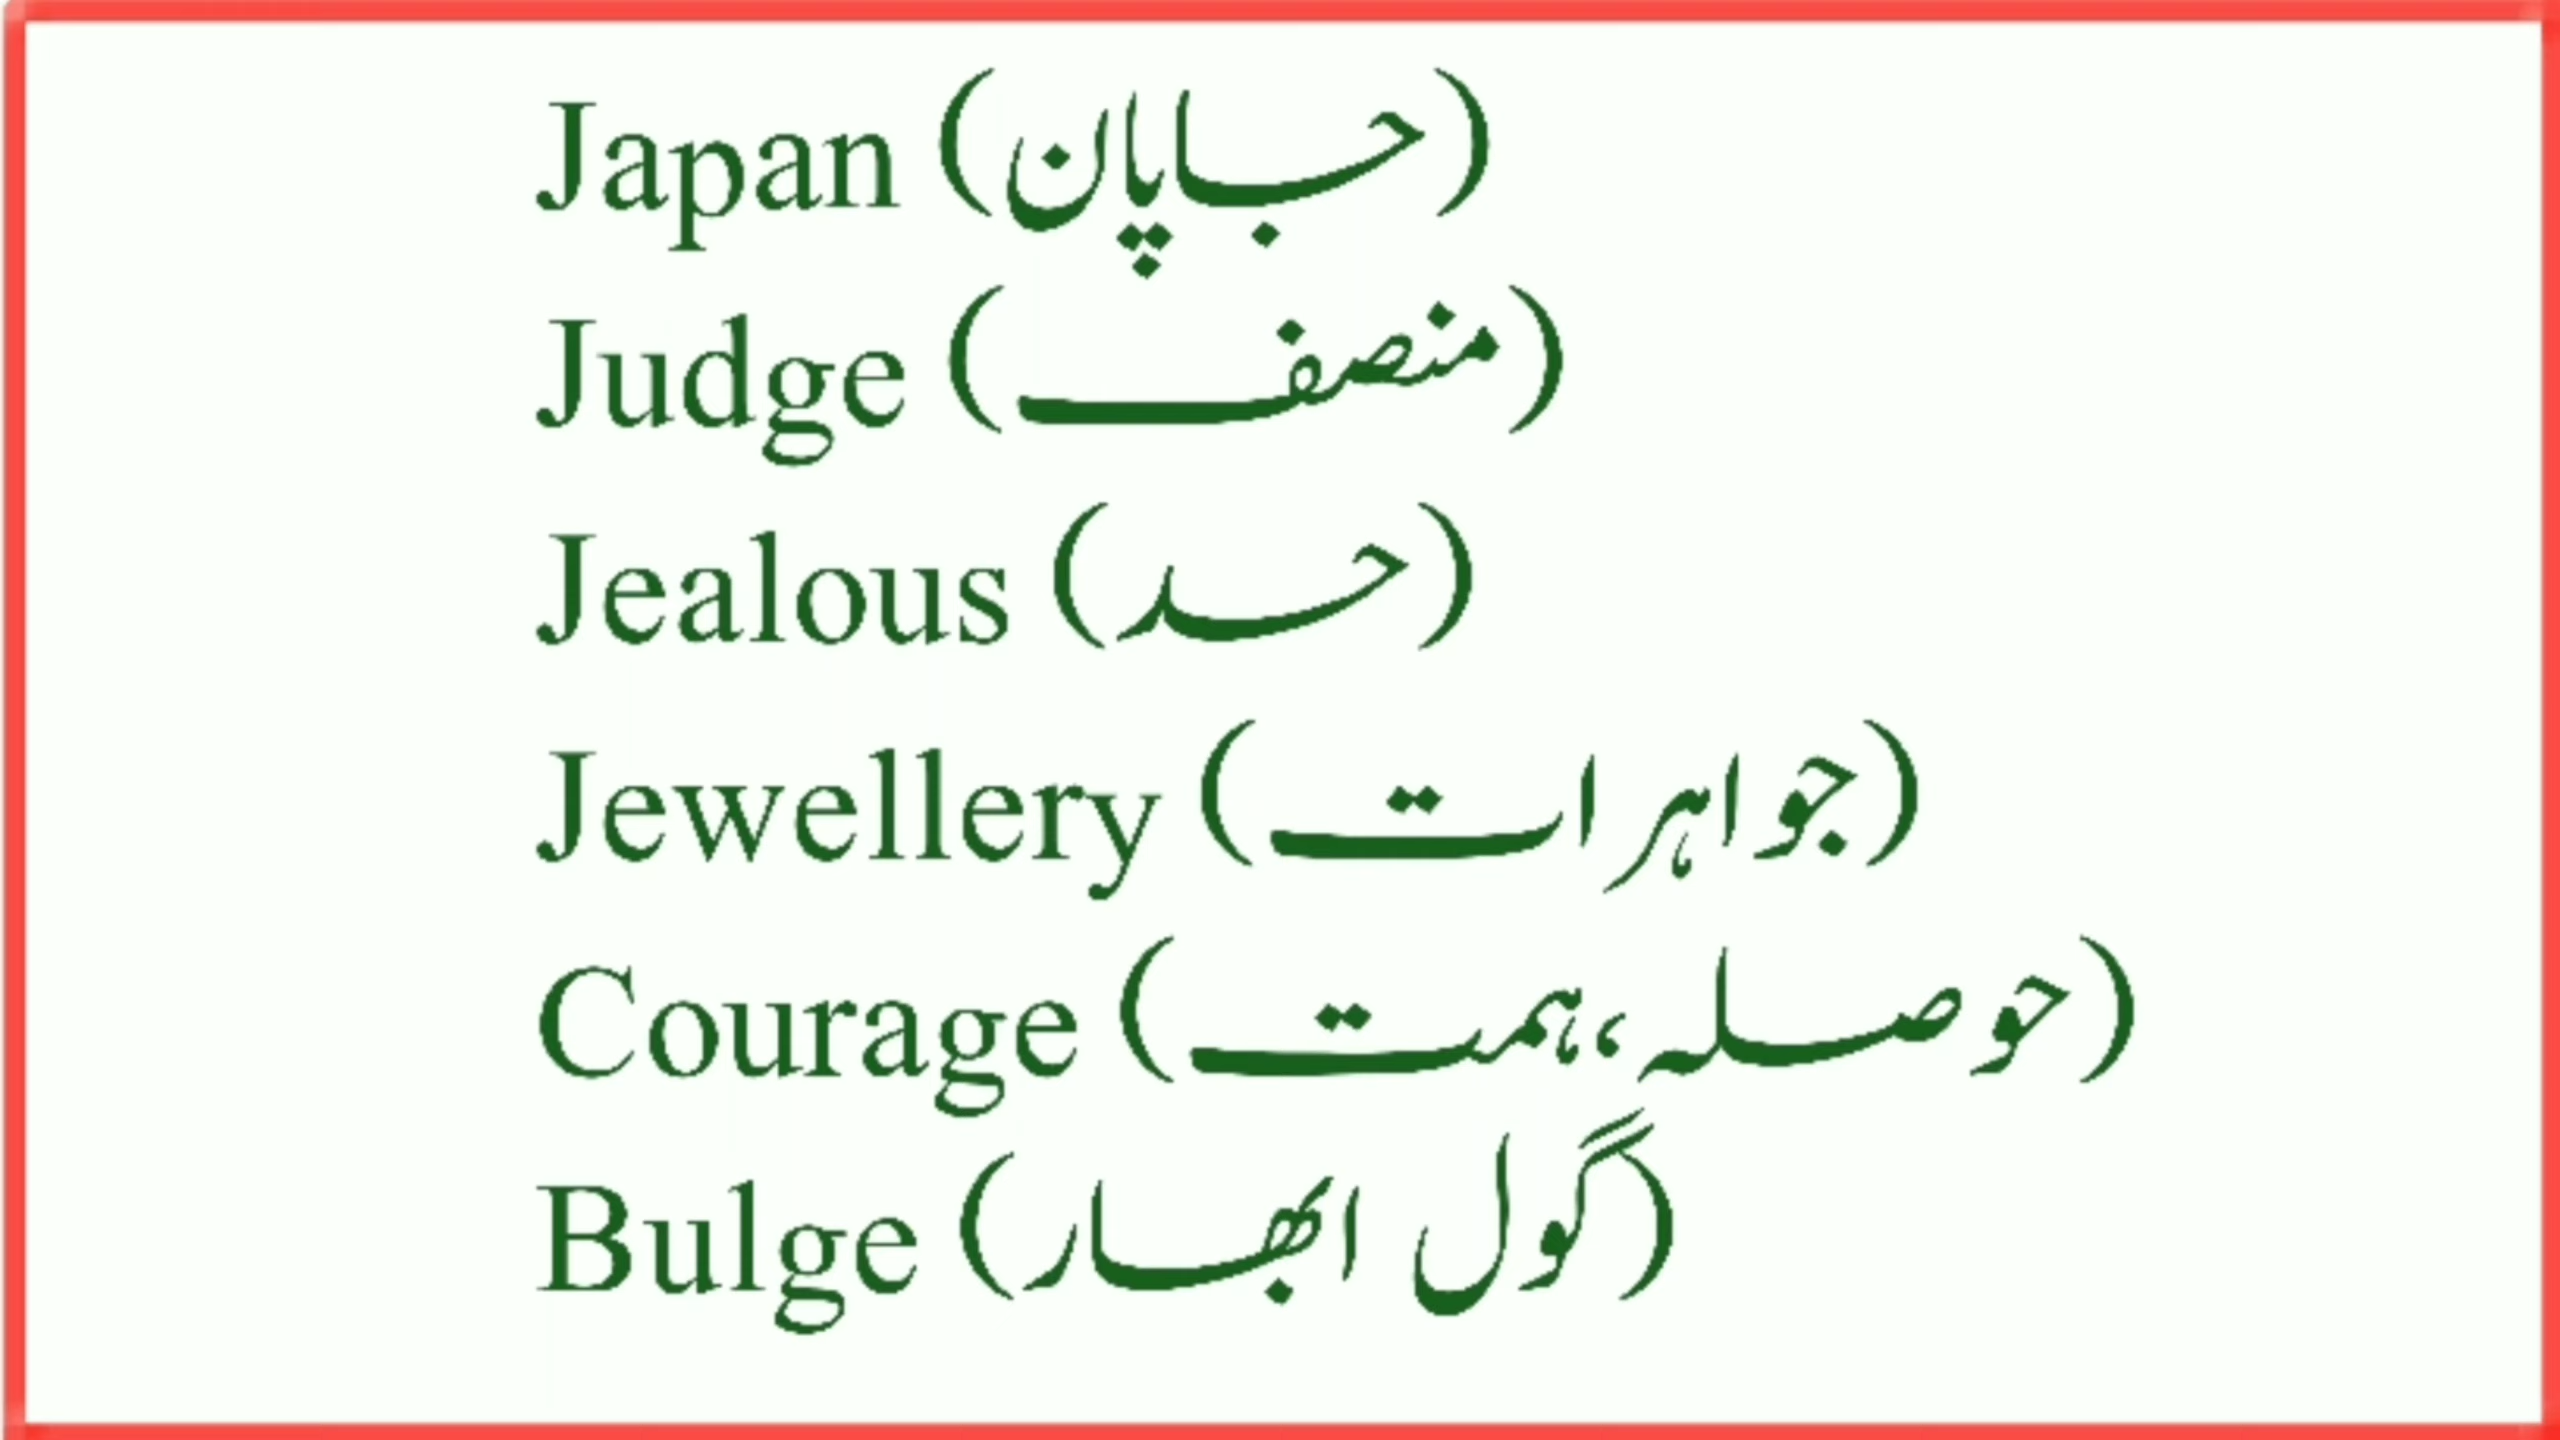 Japan (جاپان)
Judge (منصف)
Jealous (حسد)
Jewellery (جواہرات)
Courage (حوصلہ، ہمت)
Bulge (گول ابھار)